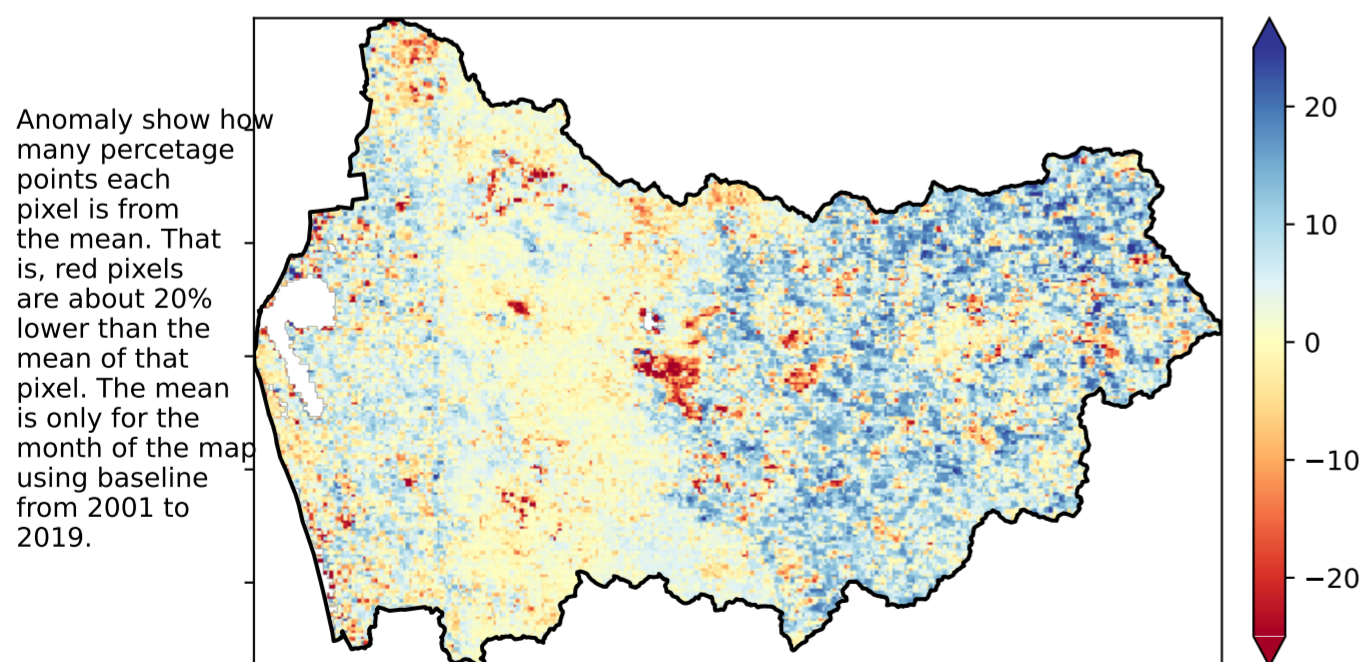 Anomaly show how
many percetage
points each
pixel is from
the mean. That
is, red pixels
are about 20%
lower than the
mean of that
pixel. The mean
is only for the
month of the map
using baseline
from 2001 to
2019.
20
10
0
−10
−20